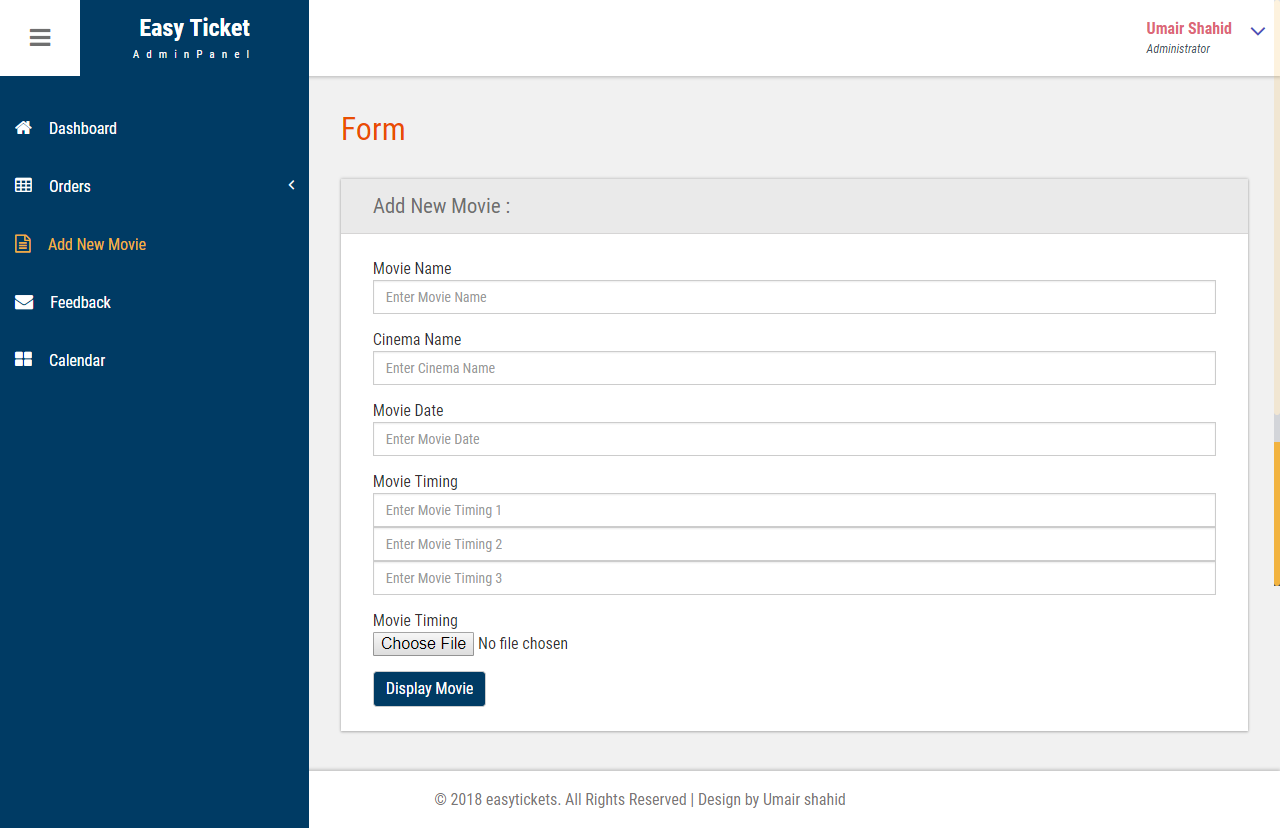 Easy Ticket
AdminPanel
Umair Shahid
Administrator
Dashboard
Orders
Add New Movie
Feedback
Calendar
Form
Add New Movie :
Movie Name
Enter Movie Name
Cinema Name
Enter Cinema Name
Movie Date
Enter Movie Date
Movie Timing
Enter Movie Timing 1
Enter Movie Timing 2
Enter Movie Timing 3
Movie Timing
Choose File No file chosen
Display Movie
© 2018 easytickets. All Rights Reserved | Design by Umair shahid